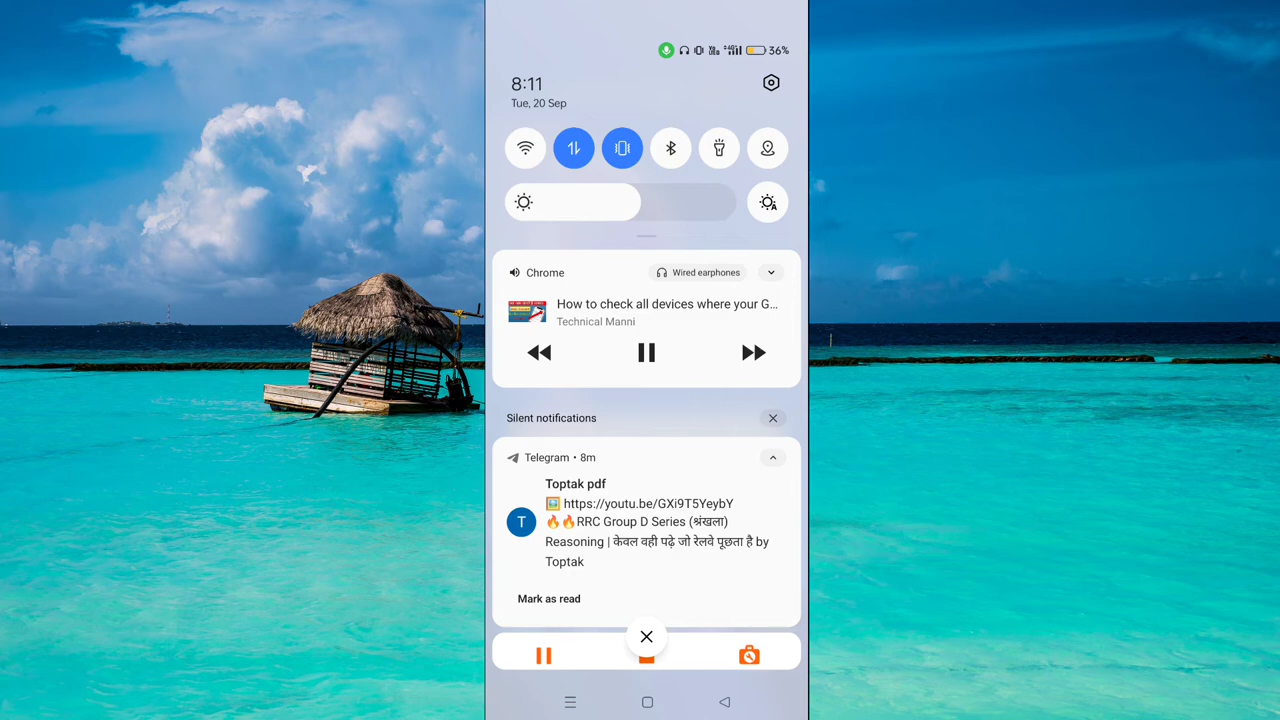 36%
8:11
Tue, 20 Sep
Chrome
Wired earphones
How to check all devices where your G...
Technical Manni
Silent notifications
Telegram • 8m
Toptak pdf
T
🖼️ https://youtu.be/GXi9T5YeybY
🔥🔥RRC Group D Series (श्रंखला)
Reasoning | केवल वही पढ़े जो रेलवे पूछता है by
Toptak
Mark as read